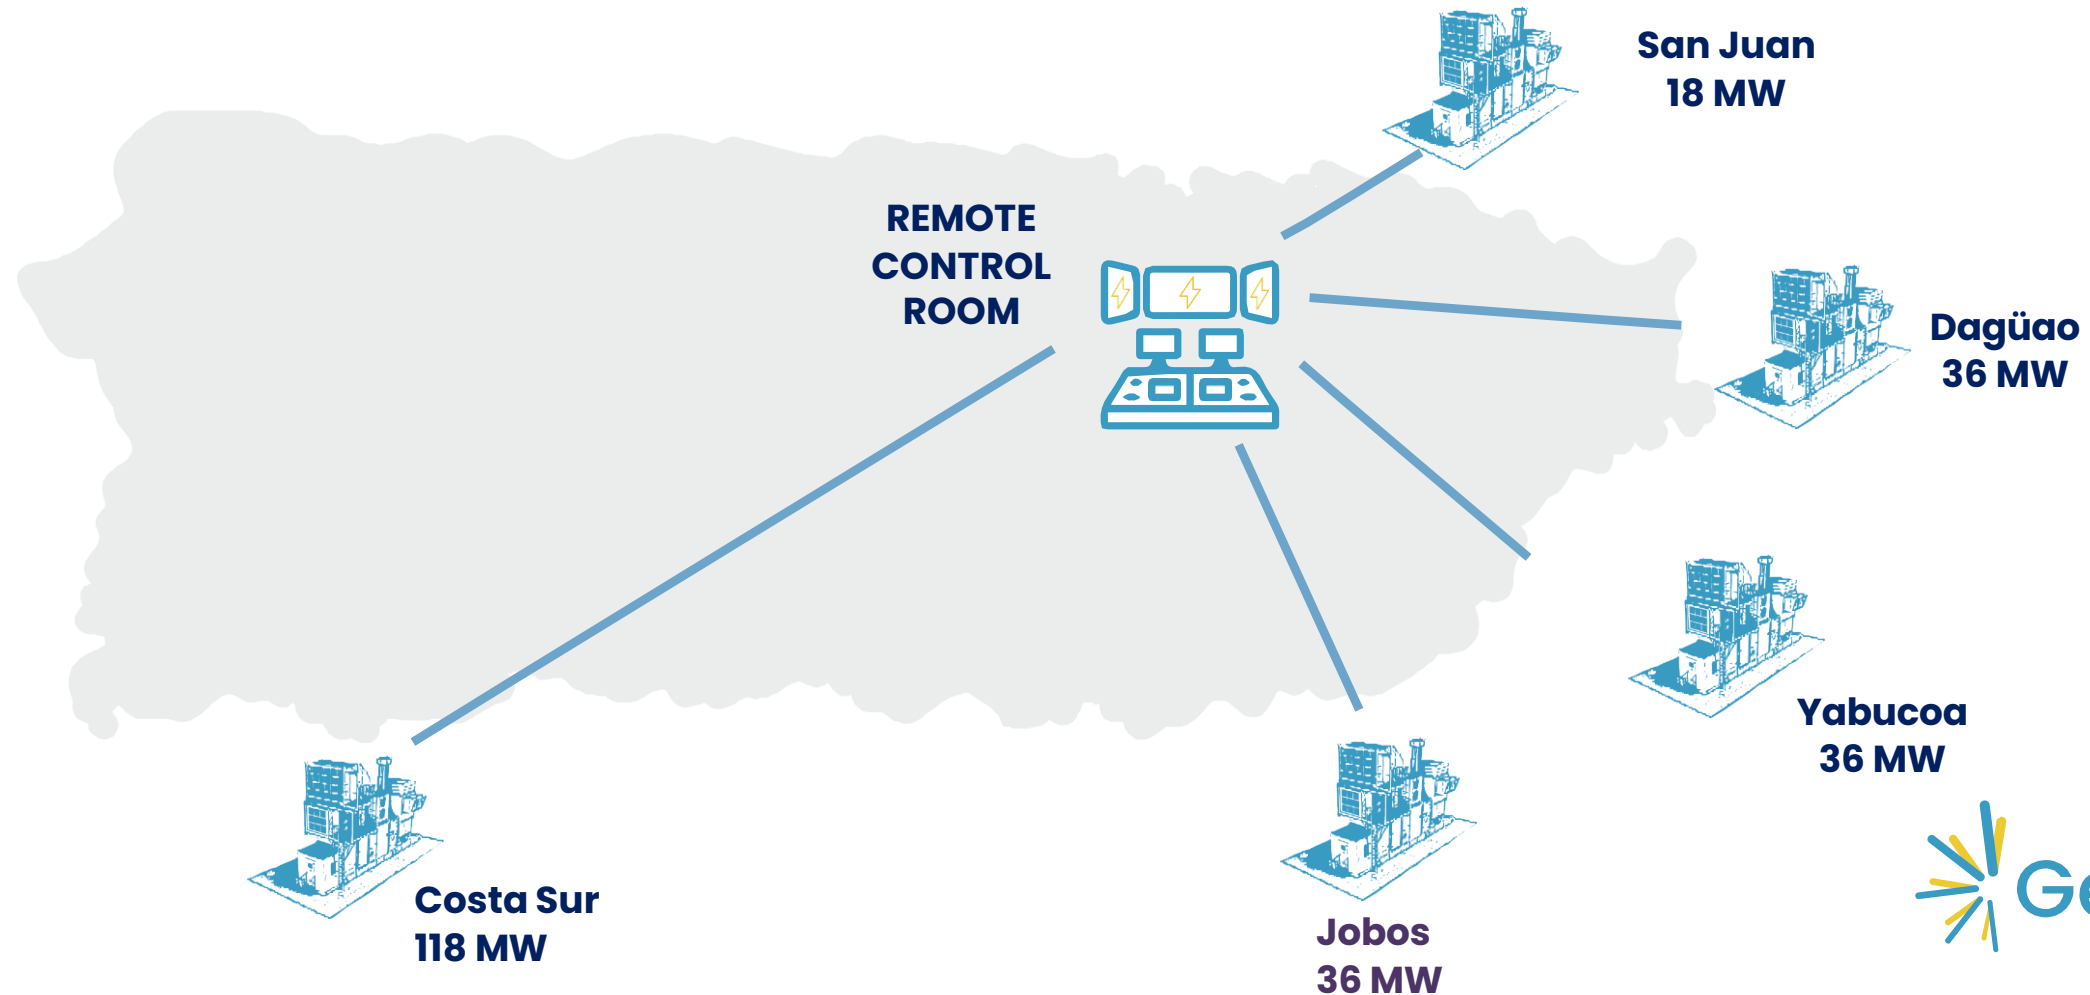 San Juan
18 MW
REMOTE
CONTROL
ROOM
Dagüao
36 MW
Yabucoa
36 MW
Costa Sur
118 MW
Jobos
36 MW